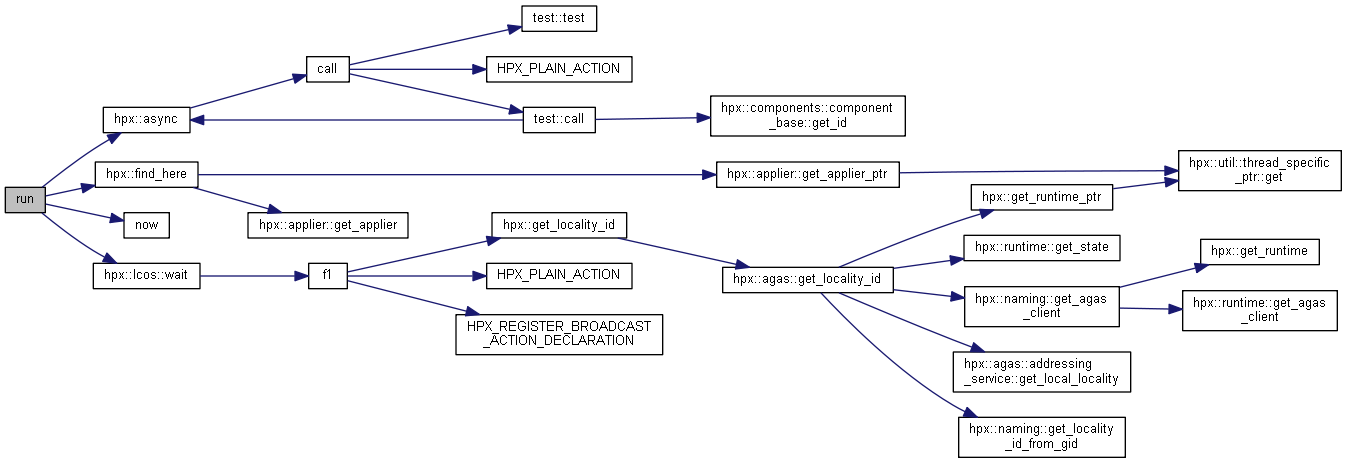 test::test
call
HPX_PLAIN_ACTION
hpx::async
test::call
hpx::components::component
_base::get_id
run
hpx::find_here
hpx::applier::get_applier_ptr
hpx::util::thread_specific
_ptr::get
now
hpx::applier::get_applier
hpx::get_locality_id
hpx::get_runtime_ptr
hpx::lcos::wait
f1
HPX_PLAIN_ACTION
hpx::agas::get_locality_id
hpx::runtime::get_state
hpx::get_runtime
HPX_REGISTER_BROADCAST
_ACTION_DECLARATION
hpx::naming::get_agas
_client
hpx::runtime::get_agas
_client
hpx::agas::addressing
_service::get_local_locality
hpx::naming::get_locality
_id_from_gid